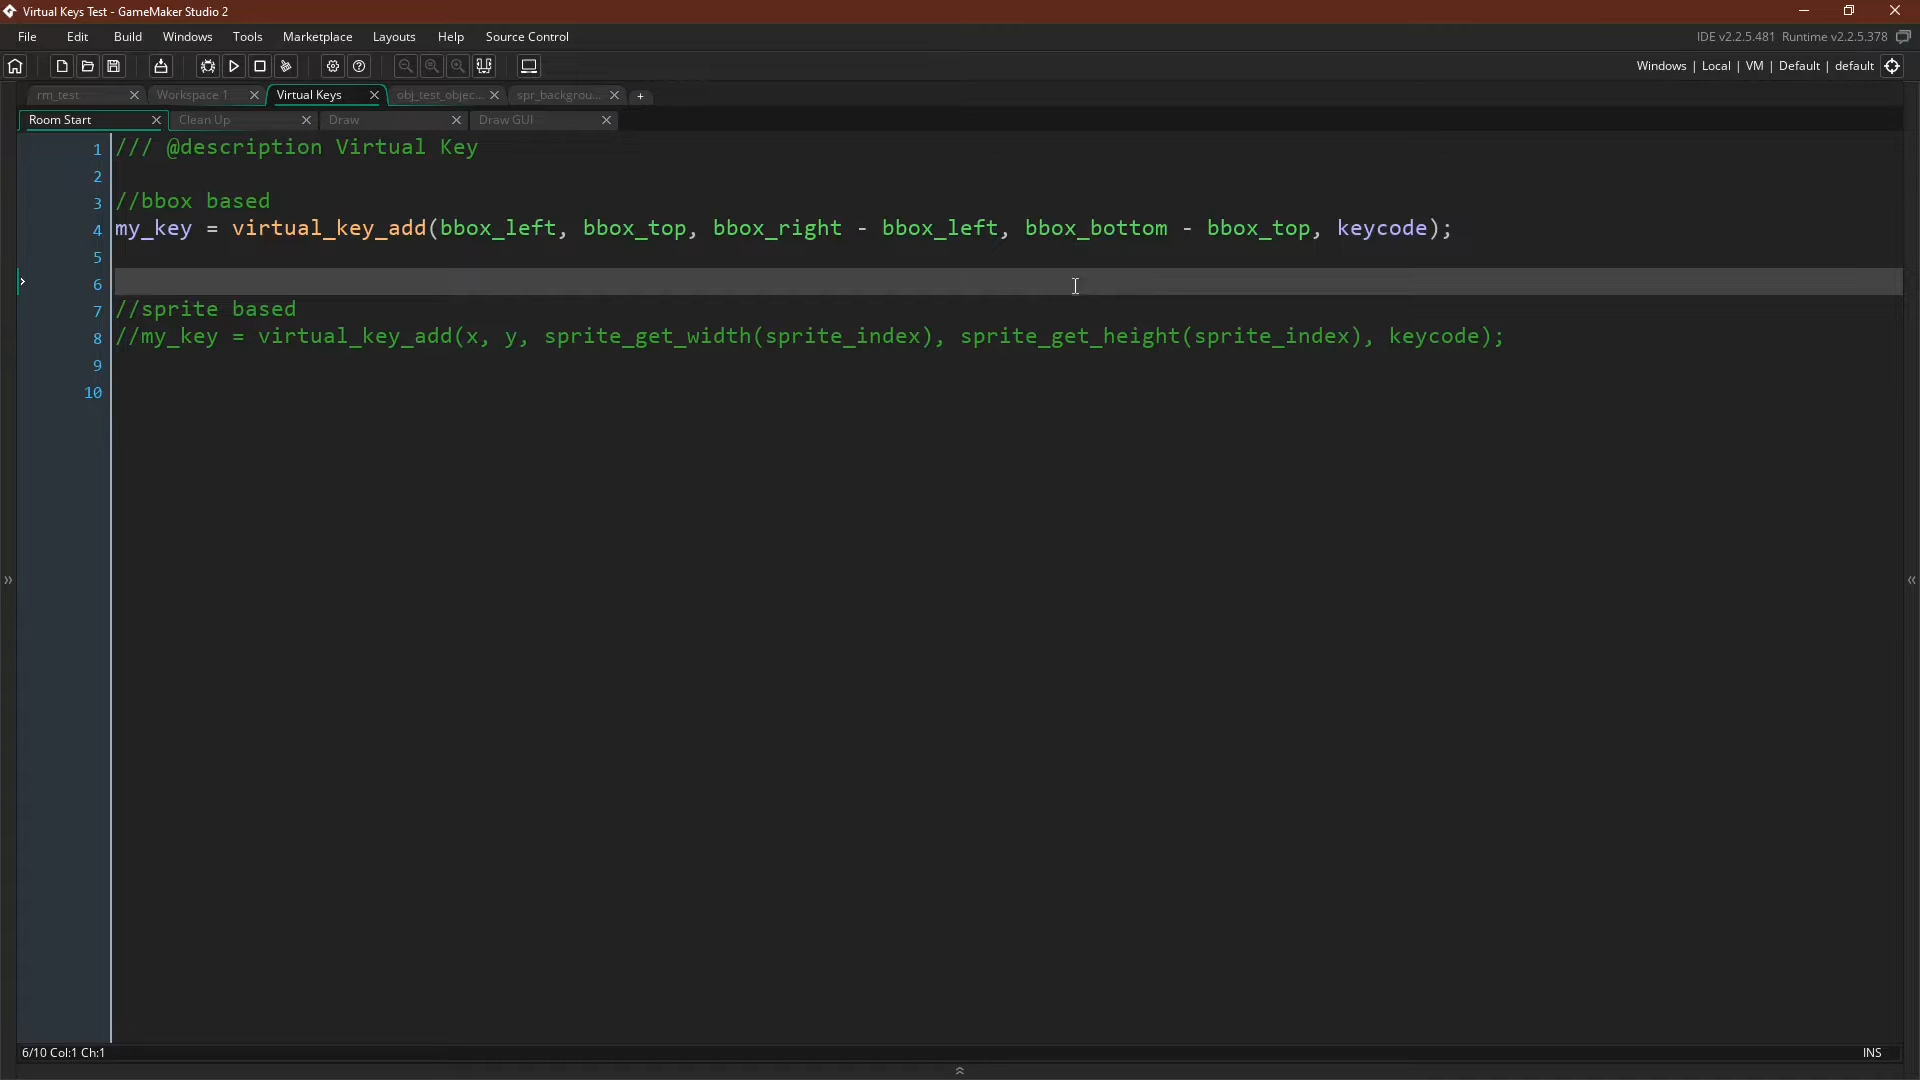 Virtual Keys Test - GameMaker Studio 2
File Edit Build Windows Tools Marketplace Layouts Help Source Control IDE v2.2.5.481 Runtime v2.2.5.378
Windows | Local | VM | Default | default
rm_test Workspace 1 Virtual Keys obj_test_objec... spr_backgrou... +
Room Start Clean Up Draw Draw GUI
1 /// @description Virtual Key
2
3 //bbox based
4 my_key = virtual_key_add(bbox_left, bbox_top, bbox_right - bbox_left, bbox_bottom - bbox_top, keycode);
5
6
7 //sprite based
8 //my_key = virtual_key_add(x, y, sprite_get_width(sprite_index), sprite_get_height(sprite_index), keycode);
9
10
6/10 Col:1 Ch:1 INS